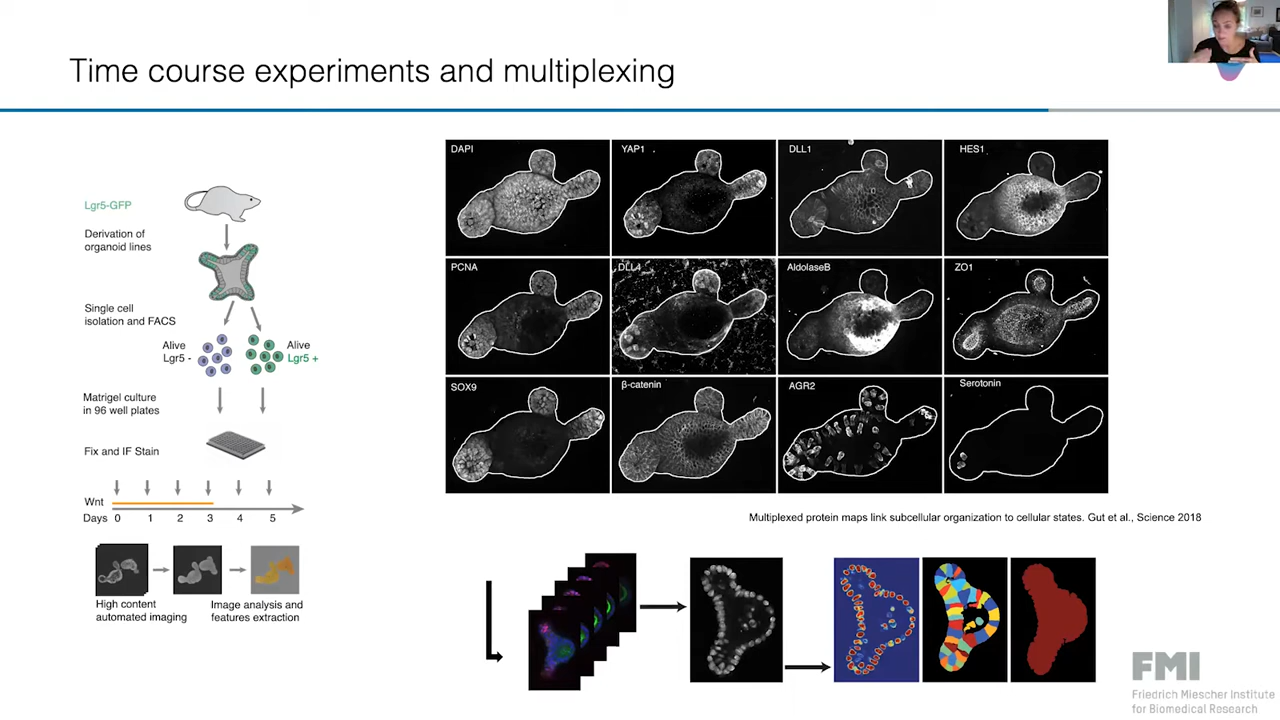 Time course experiments and multiplexing
Lgr5-GFP
Derivation of
organoid lines
Single cell
isolation and FACS
Alive
Lgr5 -
Alive
Lgr5 +
Matrigel culture
in 96 well plates
Fix and IF Stain
Wnt
Days 0 1 2 3 4 5
High content
automated imaging
Image analysis and
features extraction
DAPI
YAP1
DLL1
HES1
PCNA
DLL4
AldolaseB
ZO1
SOX9
β-catenin
AGR2
Serotonin
Multiplexed protein maps link subcellular organization to cellular states. Gut et al., Science 2018
FMI
Friedrich Miescher Institute
for Biomedical Research